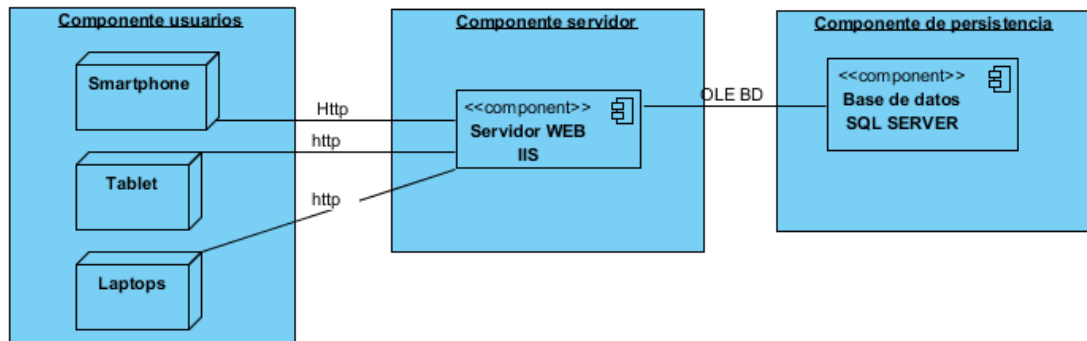 Componente usuarios
Smartphone
Tablet
Laptops
Http
http
http
Componente servidor
<<component>>
Servidor WEB
IIS
OLE BD
Componente de persistencia
<<component>>
Base de datos
SQL SERVER